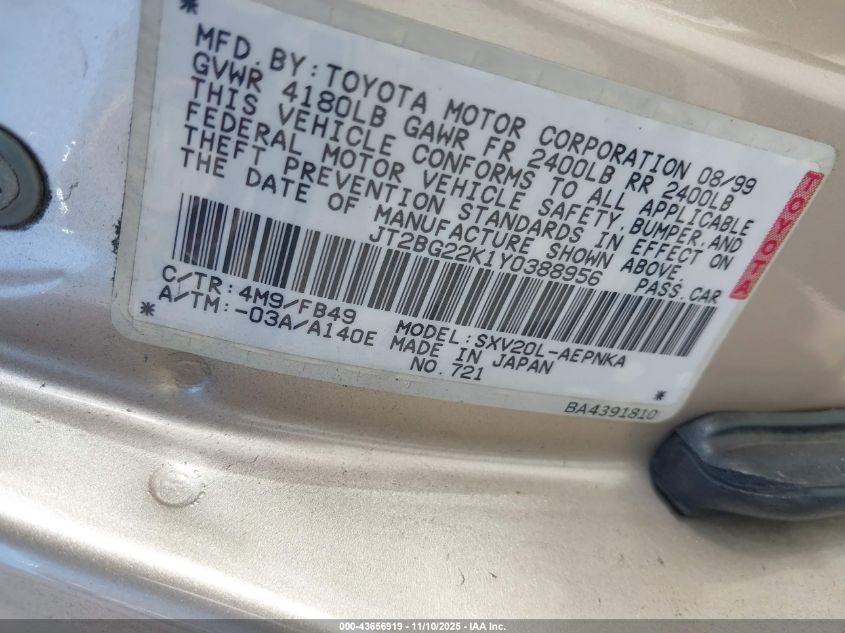 *
MFD. BY: TOYOTA MOTOR CORPORATION 08/99
GVWR 4180LB GAWR FR 2400LB RR 2400LB
THIS VEHICLE CONFORMS TO ALL APPLICABLE
FEDERAL MOTOR VEHICLE SAFETY, BUMPER, AND
THEFT PREVENTION STANDARDS IN EFFECT ON
THE DATE OF MANUFACTURE SHOWN ABOVE.
JT2BG22K1Y0388956 PASS.CAR
TOYOTA
C/TR: 4M9/FB49 MODEL: SXV20L-AEPNKA
A/TM: -03A/A140E MADE IN JAPAN
* NO. 721 *
BA4391810
000-43656919 - 11/10/2025 - IAA Inc.